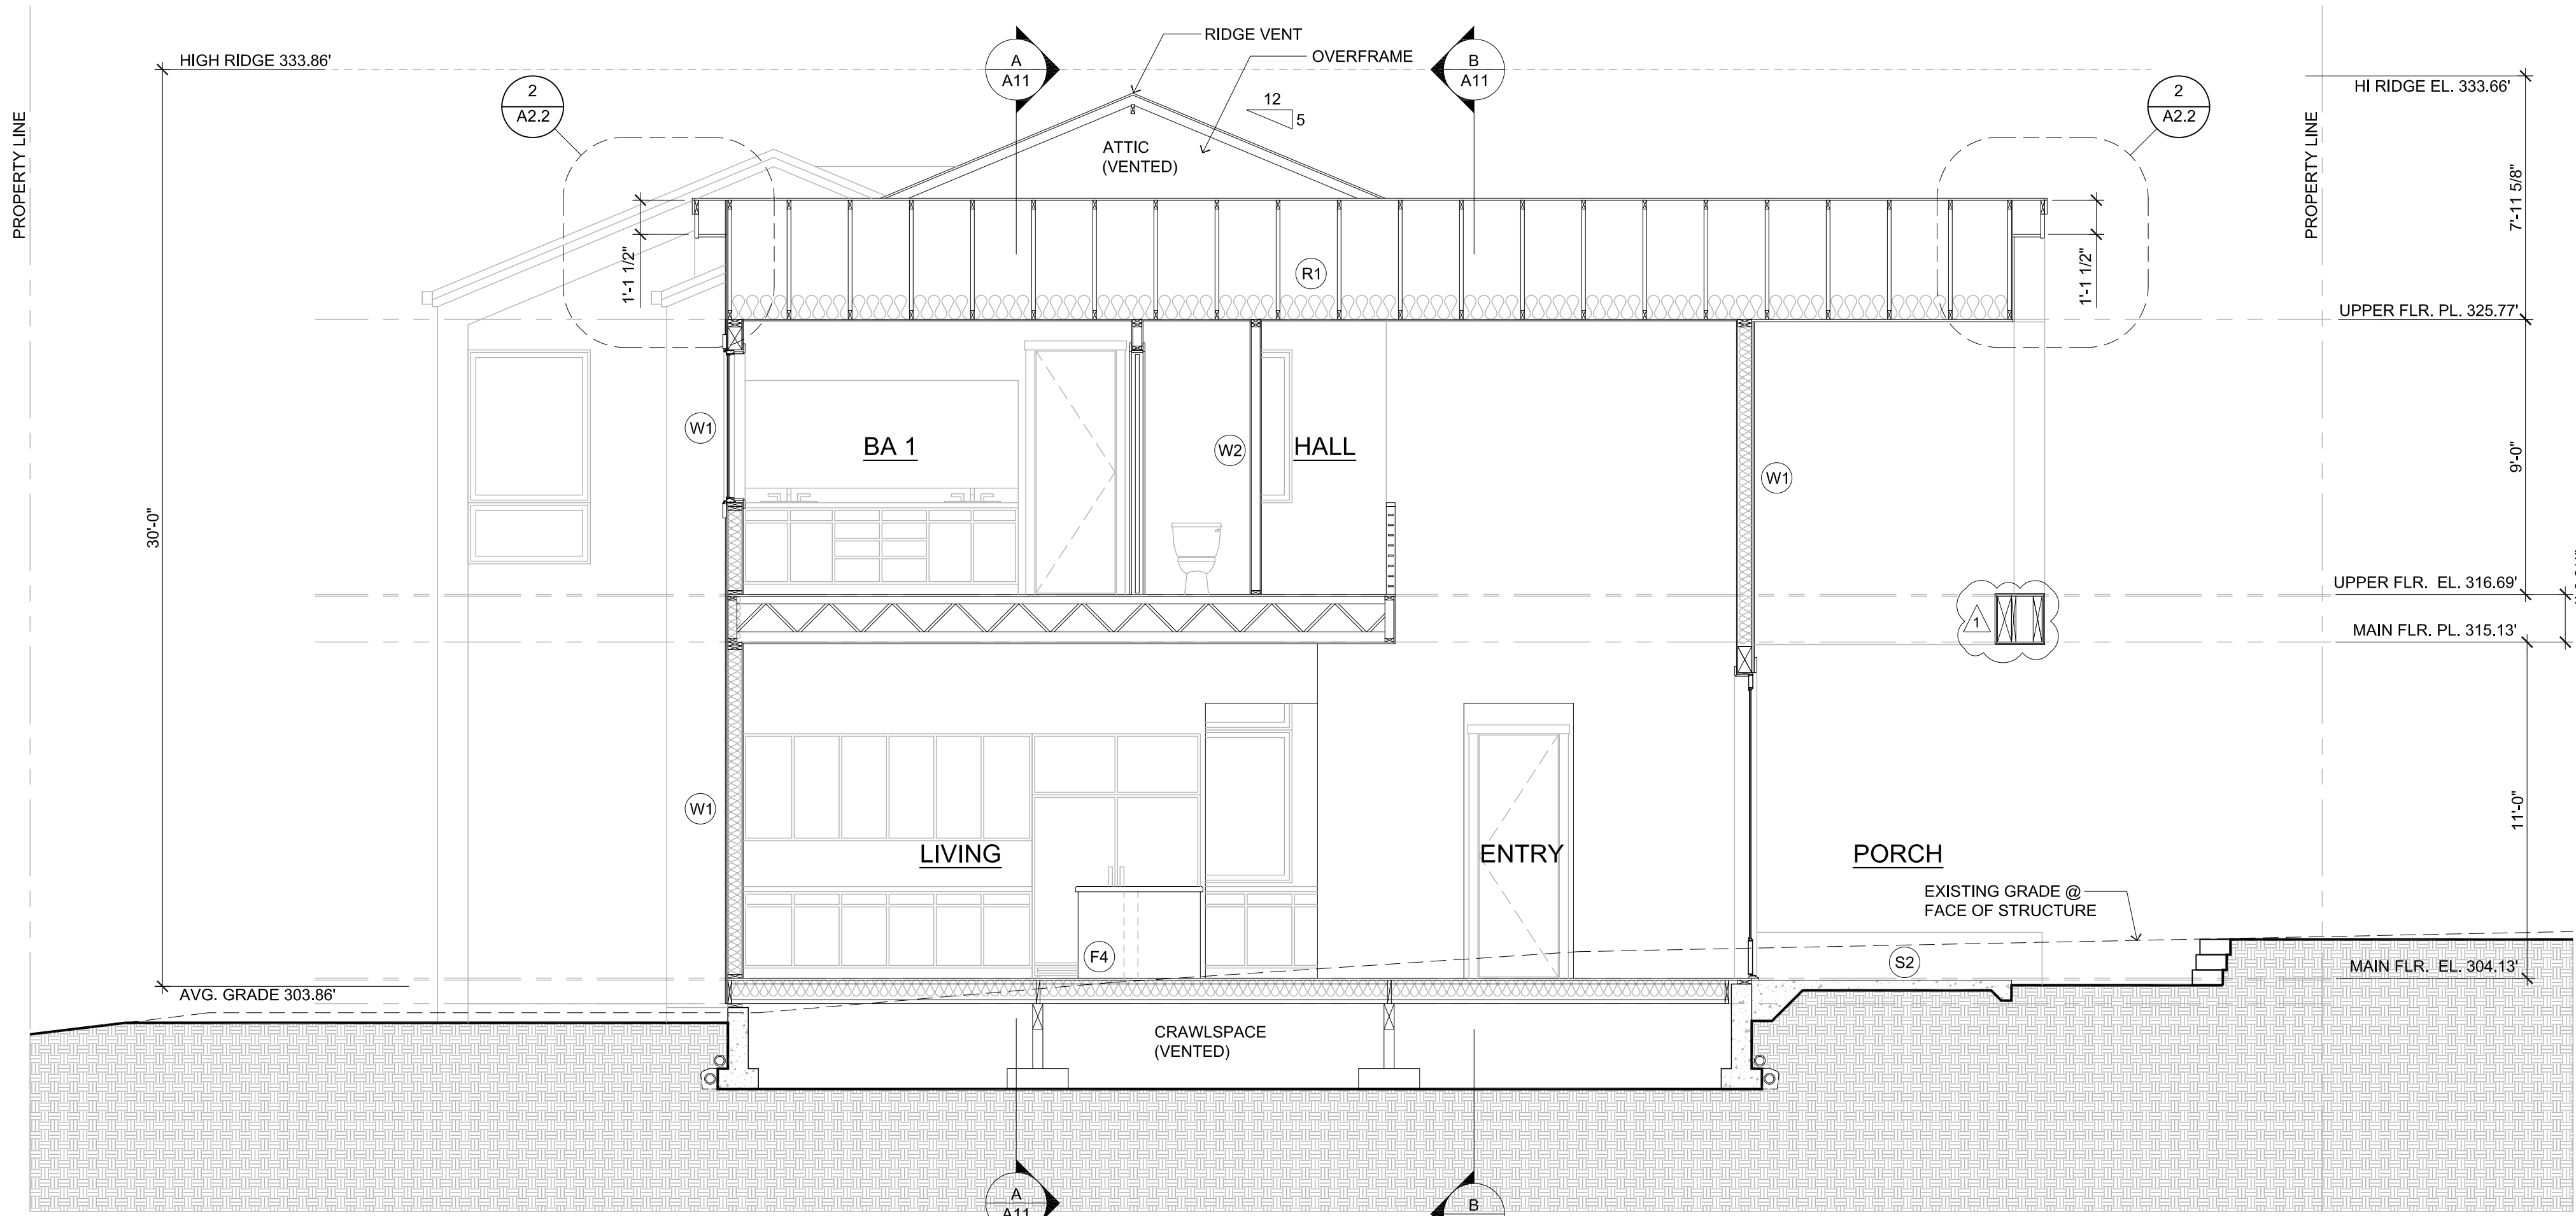 HIGH RIDGE 333.86'
A
A11
RIDGE VENT
OVERFRAME
B
A11
12
5
2
A2.2
2
A2.2
HI RIDGE EL. 333.66'
PROPERTY LINE
PROPERTY LINE
ATTIC
(VENTED)
7'-11 5/8"
1'-1 1/2"
R1
1'-1 1/2"
UPPER FLR. PL. 325.77'
W1
BA 1
W2
HALL
W1
9'-0"
30'-0"
UPPER FLR. EL. 316.69'
1
MAIN FLR. PL. 315.13'
W1
LIVING
ENTRY
PORCH
11'-0"
EXISTING GRADE @
FACE OF STRUCTURE
F4
S2
MAIN FLR. EL. 304.13'
AVG. GRADE 303.86'
CRAWLSPACE
(VENTED)
A
A11
B